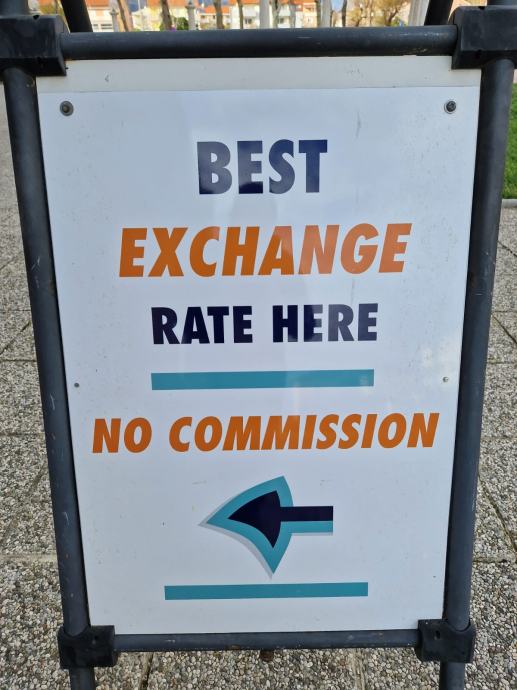 BEST
EXCHANGE
RATE HERE
NO COMMISSION